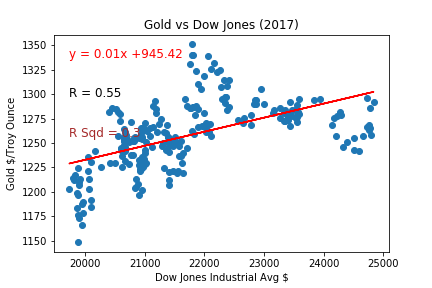 Gold vs Dow Jones (2017)
1350
1325
1300
1275
1250
1225
1200
1175
1150
Gold $/Troy Ounce
y = 0.01x +945.42
R = 0.55
R Sqd =
20000 21000 22000 23000 24000 25000
Dow Jones Industrial Avg $